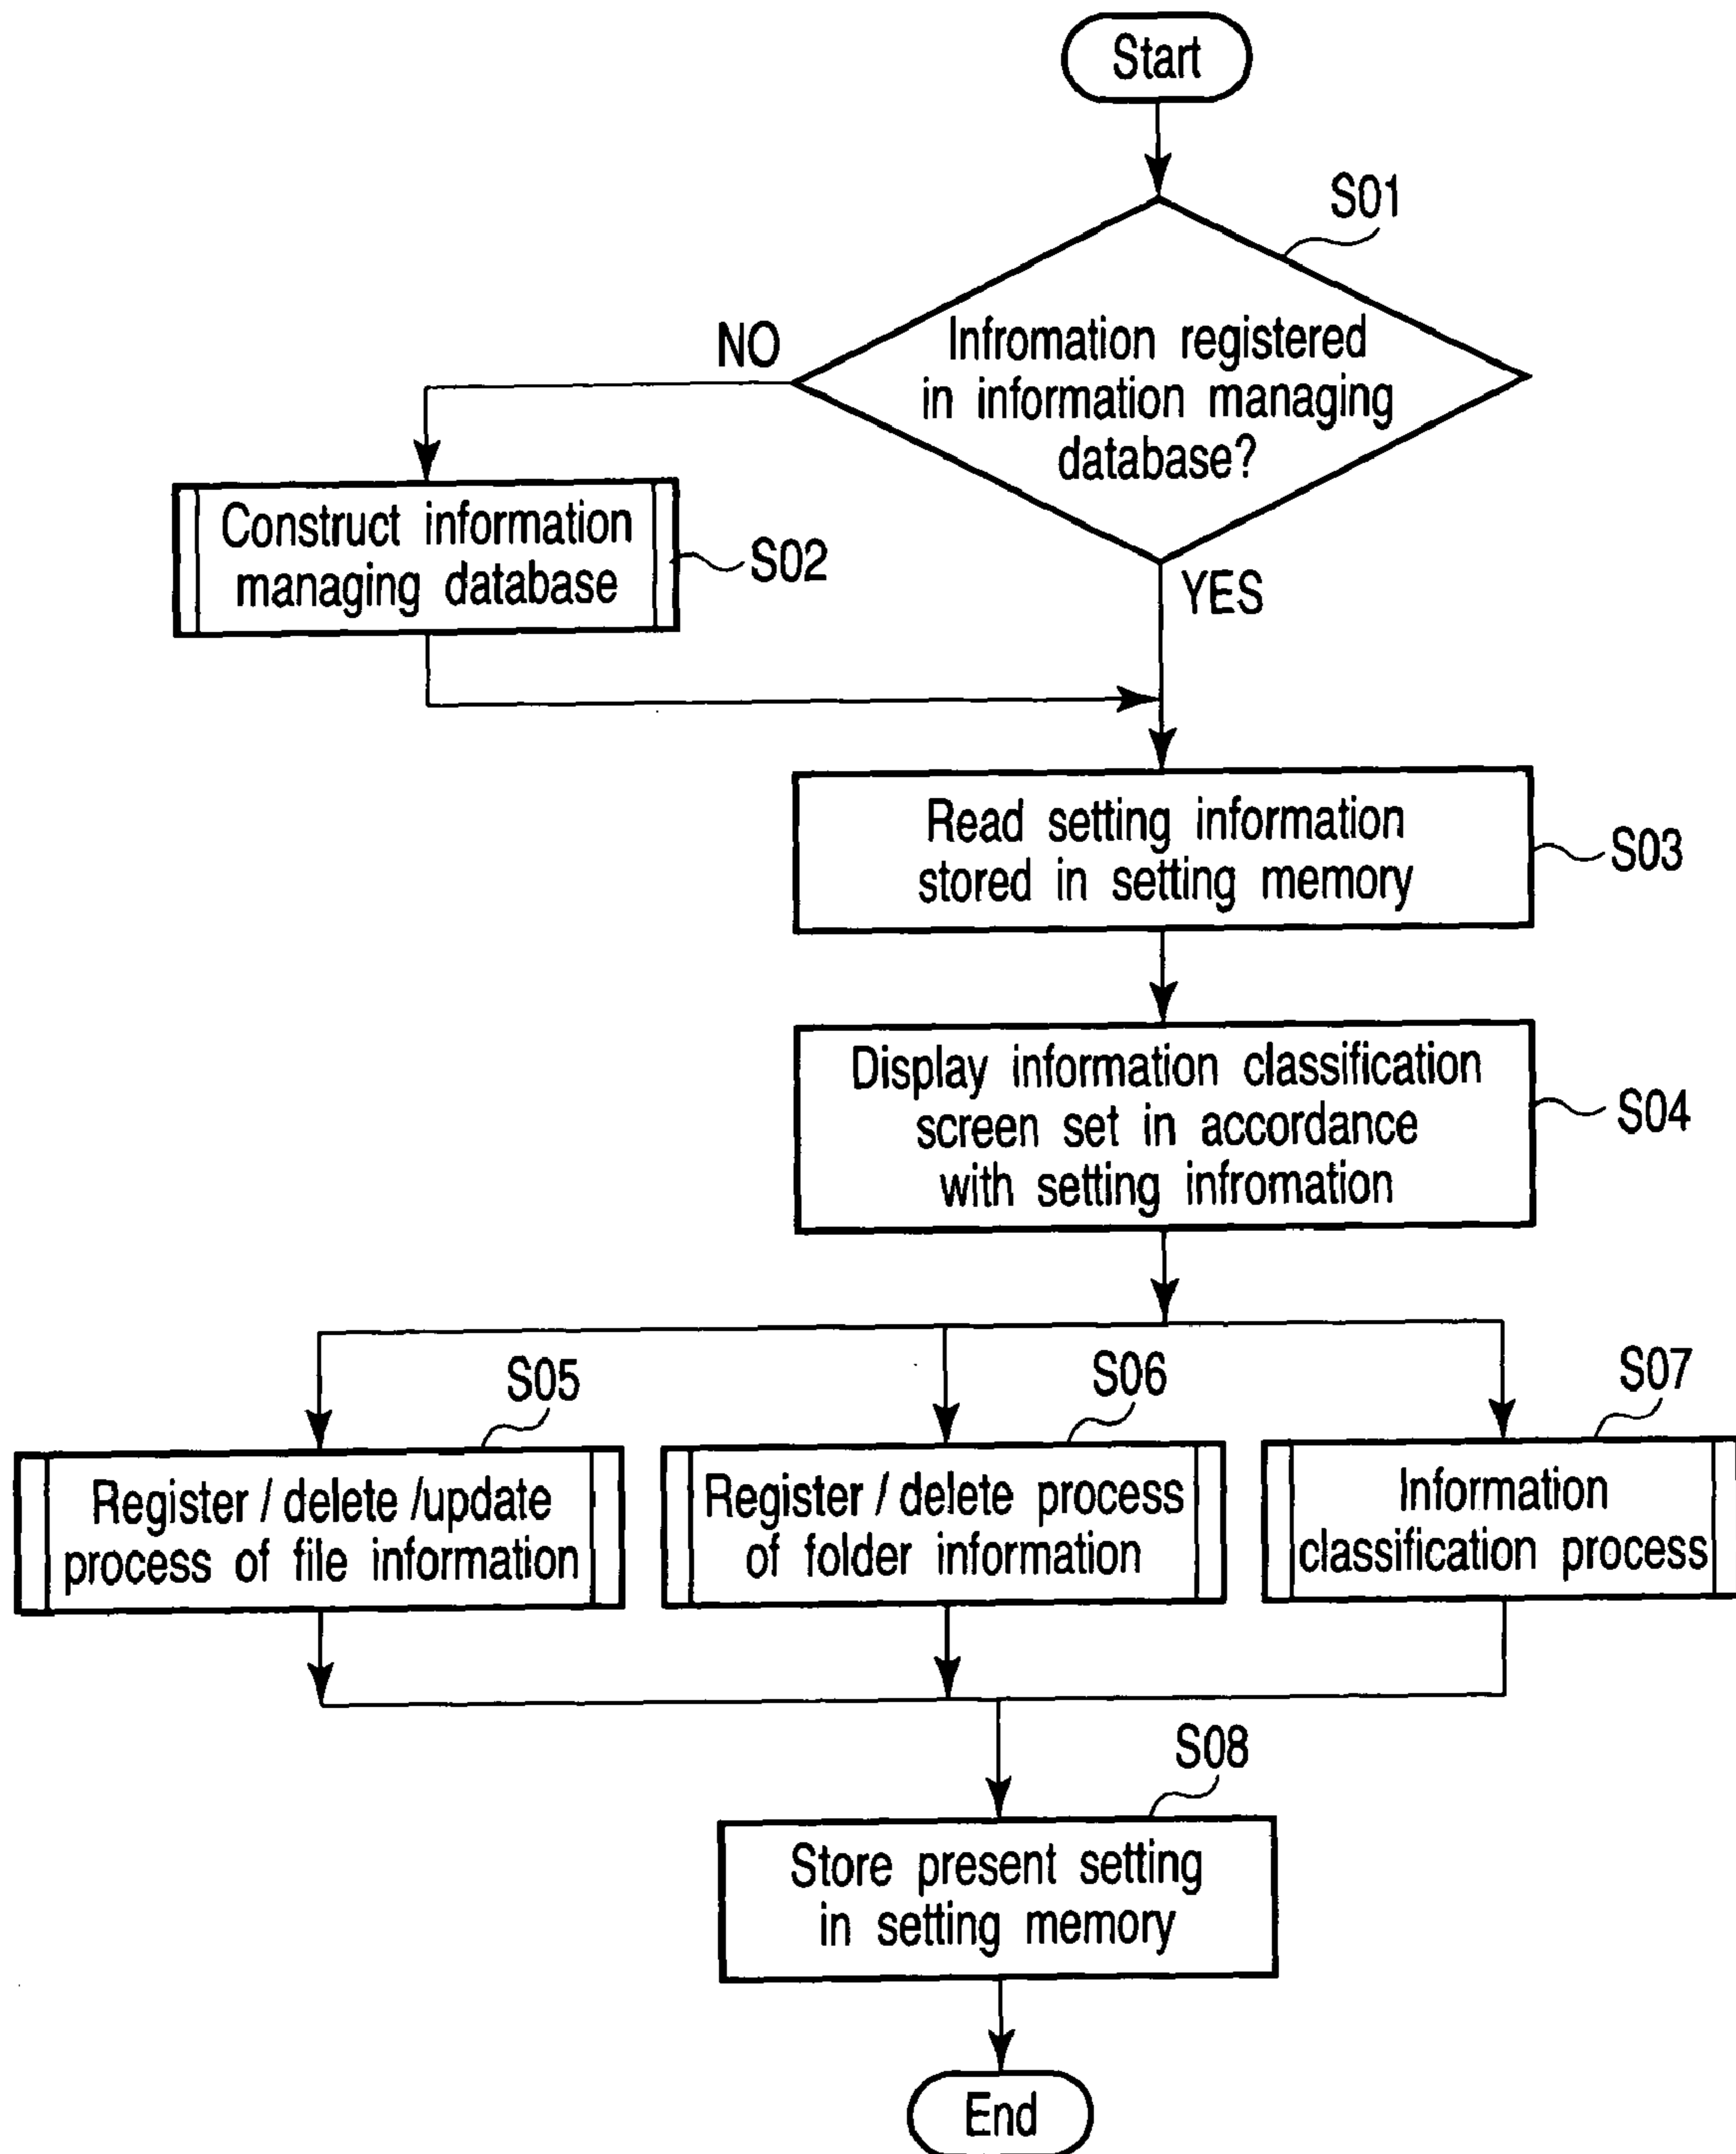 Start
S01
Infromation registered
in information managing
database?
NO
YES
Construct information
managing database
S02
Read setting information
stored in setting memory
S03
Display information classification
screen set in accordance
with setting infromation
S04
S05
Register / delete /update
process of file information
S06
Register / delete process
of folder information
S07
Information
classification process
S08
Store present setting
in setting memory
End